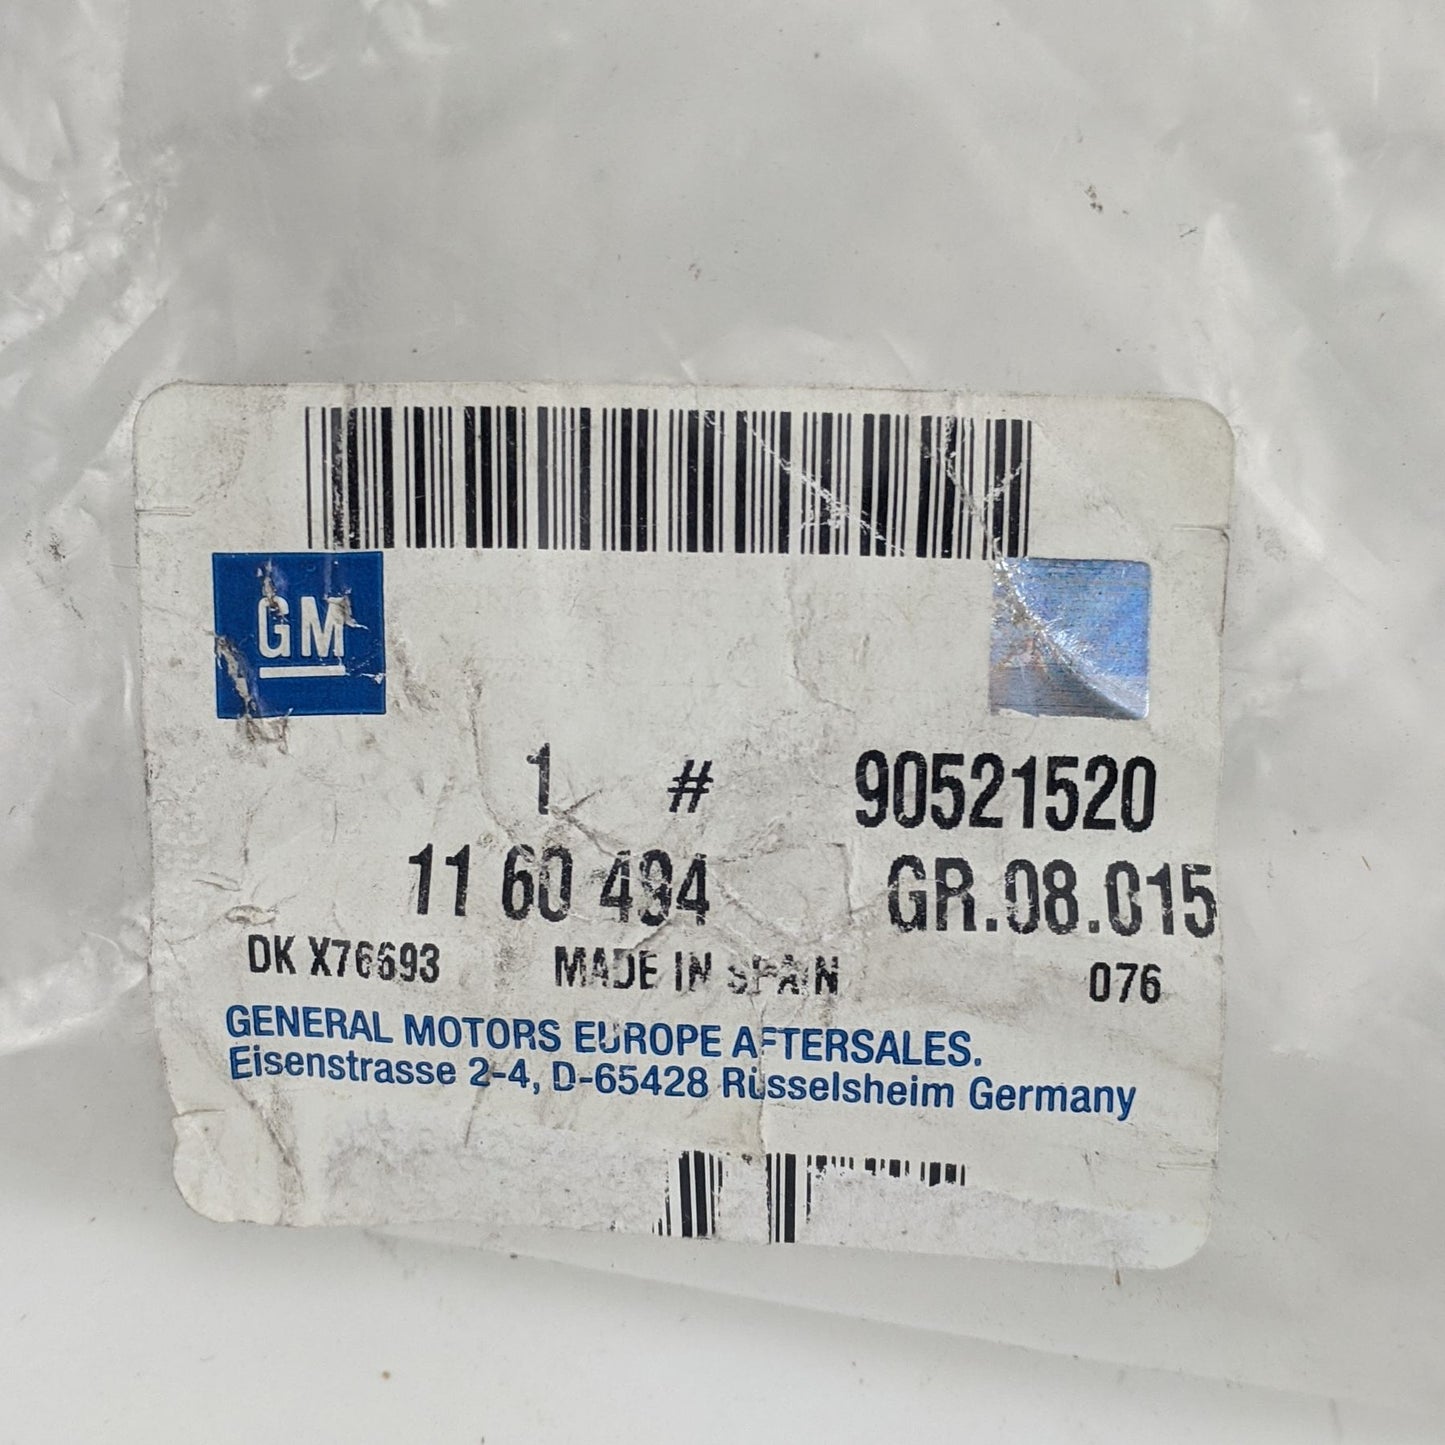 GM
1 # 90521520
11 60 494 GR.08.015
DK X76693 MADE IN SPAIN 076
GENERAL MOTORS EUROPE AFTERSALES.
Eisenstrasse 2-4, D-65428 Rüsselsheim Germany